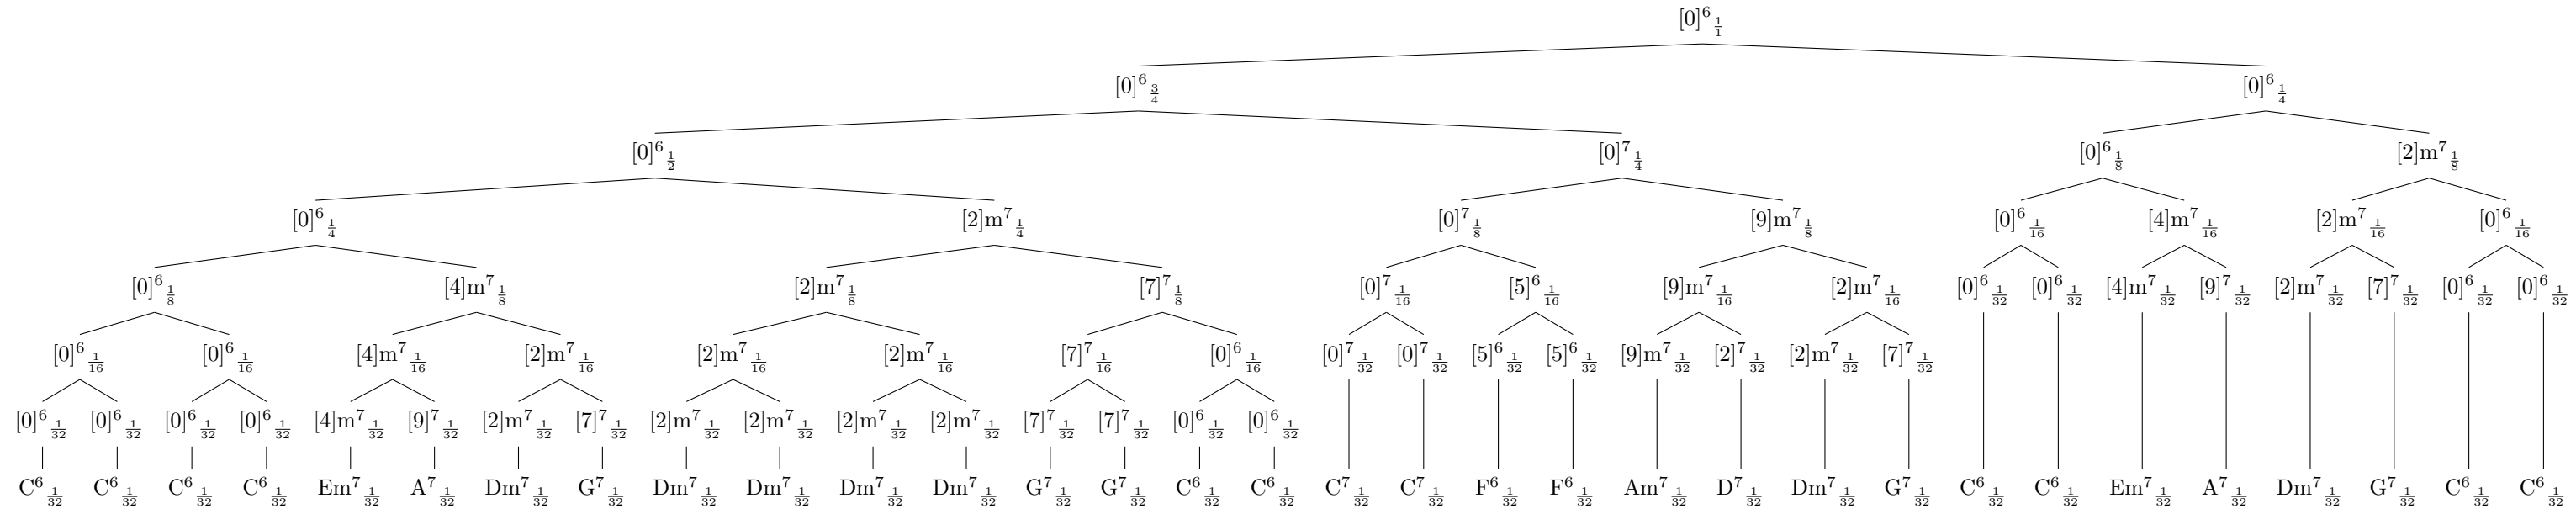 [0]⁶ 1/1
[0]⁶ 3/4 [0]⁶ 1/4
[0]⁶ 1/2 [0]⁷ 1/4 [0]⁶ 1/8 [2]m⁷ 1/8
[0]⁶ 1/4 [2]m⁷ 1/4 [0]⁷ 1/8 [9]m⁷ 1/8 [0]⁶ 1/16 [4]m⁷ 1/16 [2]m⁷ 1/16 [0]⁶ 1/16
[0]⁶ 1/8 [4]m⁷ 1/8 [2]m⁷ 1/8 [7]⁷ 1/8 [0]⁷ 1/16 [5]⁶ 1/16 [9]m⁷ 1/16 [2]m⁷ 1/16 [0]⁶ 1/32 [0]⁶ 1/32 [4]m⁷ 1/32 [9]⁷ 1/32 [2]m⁷ 1/32 [7]⁷ 1/32 [0]⁶ 1/32 [0]⁶ 1/32
[0]⁶ 1/16 [0]⁶ 1/16 [4]m⁷ 1/16 [2]m⁷ 1/16 [2]m⁷ 1/16 [2]m⁷ 1/16 [7]⁷ 1/16 [0]⁶ 1/16 [0]⁷ 1/32 [0]⁷ 1/32 [5]⁶ 1/32 [5]⁶ 1/32 [9]m⁷ 1/32 [2]⁷ 1/32 [2]m⁷ 1/32 [7]⁷ 1/32
[0]⁶ 1/32 [0]⁶ 1/32 [0]⁶ 1/32 [0]⁶ 1/32 [4]m⁷ 1/32 [9]⁷ 1/32 [2]m⁷ 1/32 [7]⁷ 1/32 [2]m⁷ 1/32 [2]m⁷ 1/32 [2]m⁷ 1/32 [2]m⁷ 1/32 [7]⁷ 1/32 [7]⁷ 1/32 [0]⁶ 1/32 [0]⁶ 1/32
C⁶ 1/32 C⁶ 1/32 C⁶ 1/32 C⁶ 1/32 Em⁷ 1/32 A⁷ 1/32 Dm⁷ 1/32 G⁷ 1/32 Dm⁷ 1/32 Dm⁷ 1/32 Dm⁷ 1/32 Dm⁷ 1/32 G⁷ 1/32 G⁷ 1/32 C⁶ 1/32 C⁶ 1/32 C⁷ 1/32 C⁷ 1/32 F⁶ 1/32 F⁶ 1/32 Am⁷ 1/32 D⁷ 1/32 Dm⁷ 1/32 G⁷ 1/32 C⁶ 1/32 C⁶ 1/32 Em⁷ 1/32 A⁷ 1/32 Dm⁷ 1/32 G⁷ 1/32 C⁶ 1/32 C⁶ 1/32